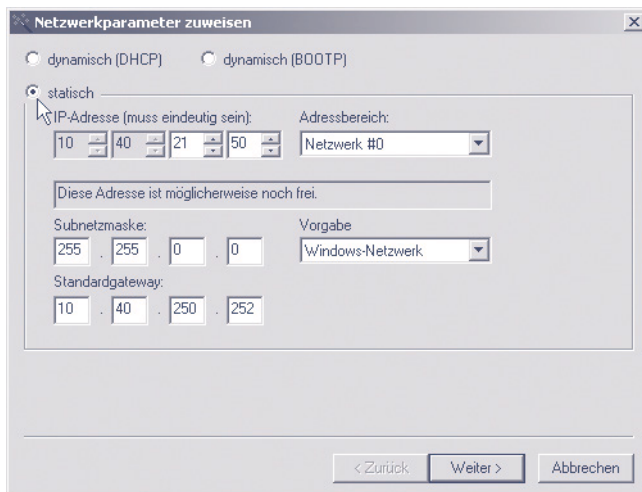 Netzwerkparameter zuweisen
dynamisch (DHCP) dynamisch (BOOTP)
statisch
IP-Adresse (muss eindeutig sein): Adressbereich:
10 40 21 50 Netzwerk #0
Diese Adresse ist möglicherweise noch frei.
Subnetzmaske: Vorgabe
255 . 255 . 0 . 0 Windows-Netzwerk
Standardgateway:
10 . 40 . 250 . 252
< Zurück Weiter > Abbrechen